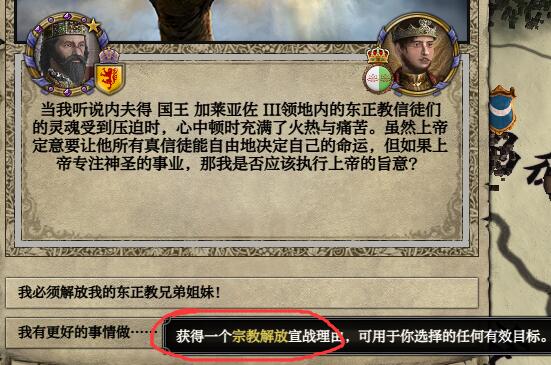 当我听说内夫得 国王 加莱亚佐 III领地内的东正教信徒们
的灵魂受到压迫时，心中顿时充满了火热与痛苦。虽然上帝
定意要让他所有真信徒能自由地决定自己的命运，但如果上
帝专注神圣的事业，那我是否应该执行上帝的旨意？
我必须解放我的东正教兄弟姐妹！
我有更好的事情做……
获得一个宗教解放宣战理由，可用于你选择的任何有效目标。